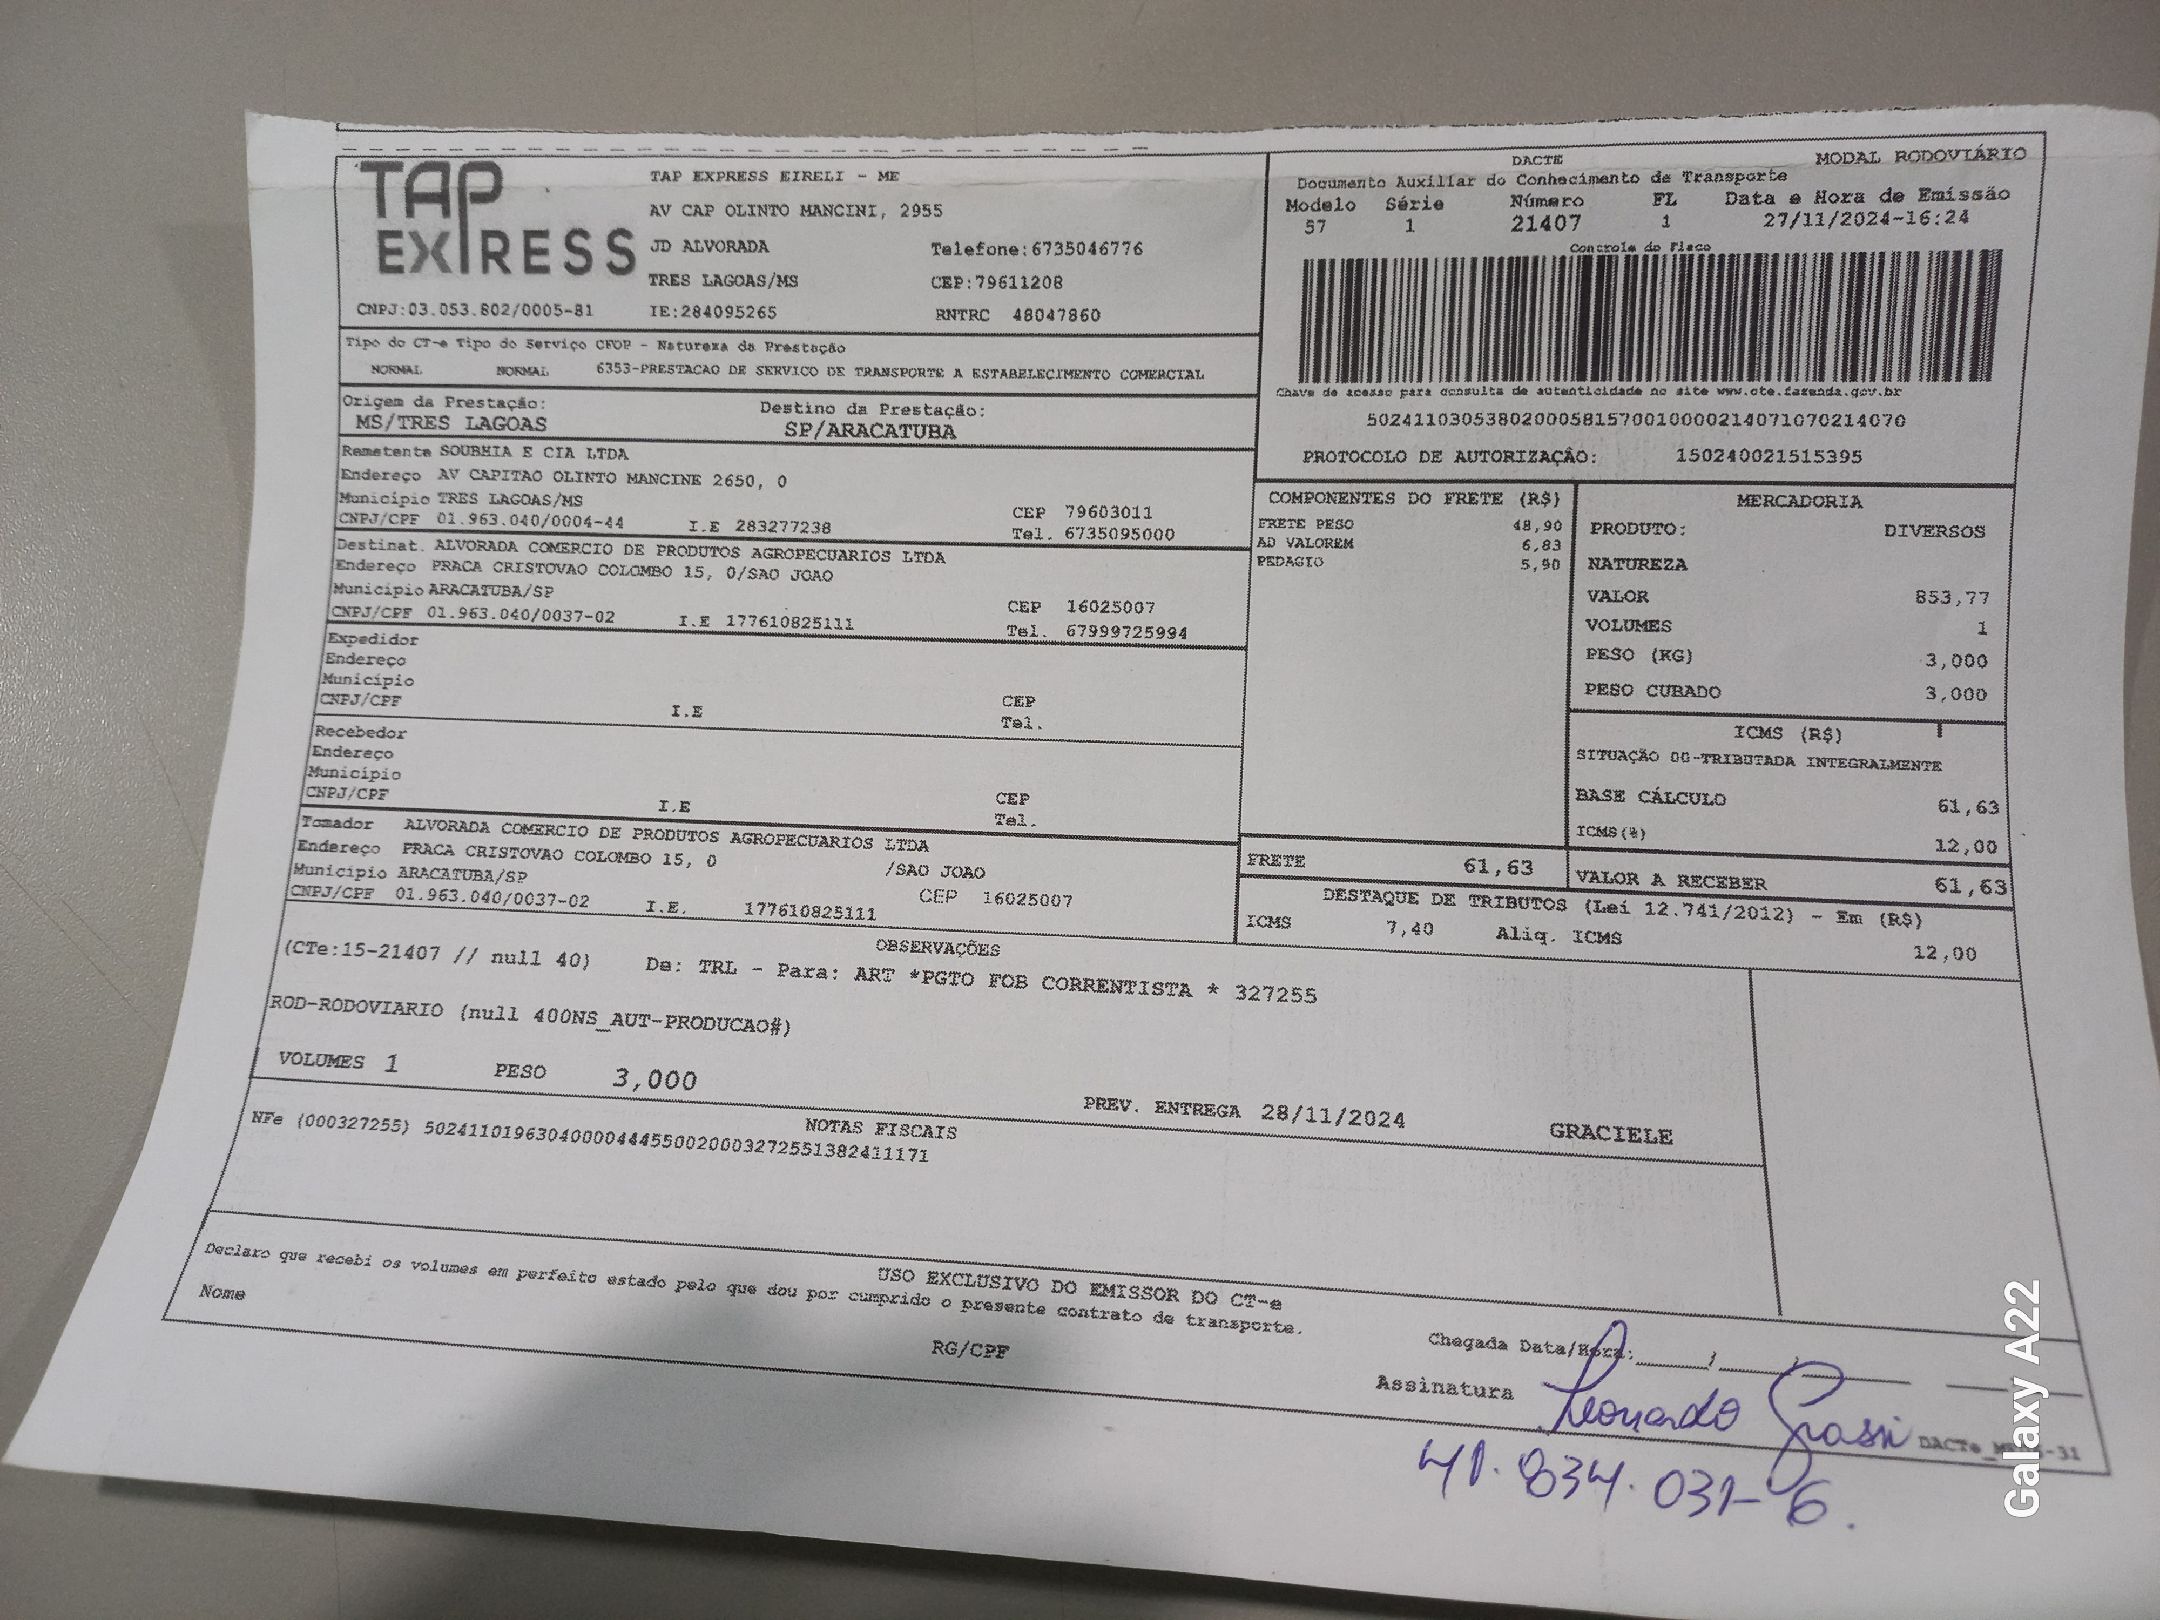 TAP EXPRESS
TAP EXPRESS EIRELI - ME
AV CAP OLINTO MANCINI, 2955
JD ALVORADA Telefone:6735046776
TRES LAGOAS/MS CEP:79611208
CNPJ:03.053.802/0005-81 IE:284095265 RNTRC 48047860
DACTE MODAL RODOVIÁRIO
Documento Auxiliar do Conhecimento de Transporte
Modelo Série Número FL Data e Hora de Emissão
57 1 21407 1 27/11/2024-16:24
Controle do Fisco
Chave de acesso para consulta de autenticidade no site www.cte.fazenda.gov.br
50241103053802000581570010000214071070214070
PROTOCOLO DE AUTORIZAÇÃO: 150240021515395
Tipo do CT-e Tipo do Serviço CFOP - Natureza da Prestação
NORMAL NORMAL 6353-PRESTACAO DE SERVICO DE TRANSPORTE A ESTABELECIMENTO COMERCIAL
Origem da Prestação: Destino da Prestação:
MS/TRES LAGOAS SP/ARACATUBA
Remetente SOUBHIA E CIA LTDA
Endereço AV CAPITAO OLINTO MANCINE 2650, 0
Município TRES LAGOAS/MS CEP 79603011
CNPJ/CPF 01.963.040/0004-44 I.E 283277238 Tel. 6735095000
Destinat. ALVORADA COMERCIO DE PRODUTOS AGROPECUARIOS LTDA
Endereço PRACA CRISTOVAO COLOMBO 15, 0/SAO JOAO
Município ARACATUBA/SP CEP 16025007
CNPJ/CPF 01.963.040/0037-02 I.E 177610825111 Tel. 67999725994
Expedidor
Endereço
Município CEP
CNPJ/CPF I.E Tel.
Recebedor
Endereço
Município CEP
CNPJ/CPF I.E Tel.
Tomador ALVORADA COMERCIO DE PRODUTOS AGROPECUARIOS LTDA
Endereço PRACA CRISTOVAO COLOMBO 15, 0 /SAO JOAO
Município ARACATUBA/SP CEP 16025007
CNPJ/CPF 01.963.040/0037-02 I.E. 177610825111
COMPONENTES DO FRETE (R$)
FRETE PESO 48,90
AD VALOREM 6,83
PEDAGIO 5,90
FRETE 61,63
MERCADORIA
PRODUTO: DIVERSOS
NATUREZA
VALOR 853,77
VOLUMES 1
PESO (KG) 3,000
PESO CUBADO 3,000
ICMS (R$)
SITUAÇÃO 00-TRIBUTADA INTEGRALMENTE
BASE CÁLCULO 61,63
ICMS(%) 12,00
VALOR A RECEBER 61,63
DESTAQUE DE TRIBUTOS (Lei 12.741/2012) - Em (R$)
ICMS 7,40 Aliq. ICMS 12,00
OBSERVAÇÕES
(CTe:15-21407 // null 40) De: TRL - Para: ART *PGTO FOB CORRENTISTA * 327255
ROD-RODOVIARIO (null 400NS_AUT-PRODUCAO#)
VOLUMES 1 PESO 3,000 PREV. ENTREGA 28/11/2024 GRACIELE
NOTAS FISCAIS
NFe (000327255) 50241101963040000444550020003272551382411171
USO EXCLUSIVO DO EMISSOR DO CT-e
Declaro que recebi os volumes em perfeito estado pelo que dou por cumprido o presente contrato de transporte.
Nome RG/CPF Chegada Data/Hora:
Assinatura Leonardo Grassi
41.834.031-6.
Galaxy A22